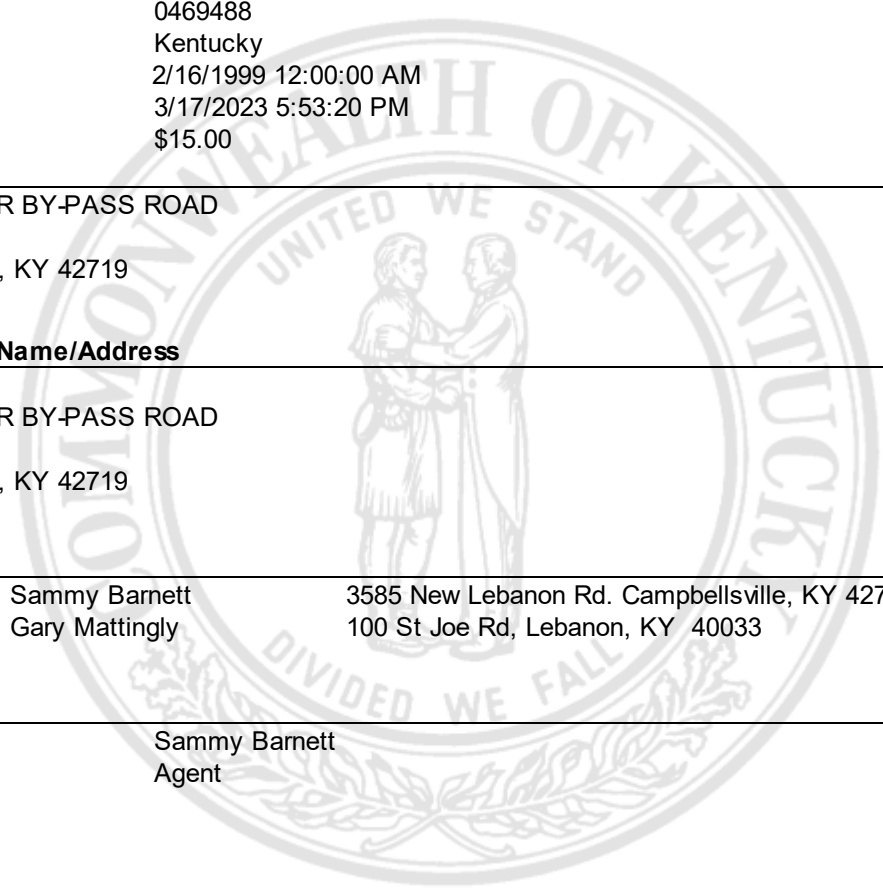 0469488
Kentucky
2/16/1999 12:00:00 AM
3/17/2023 5:53:20 PM
$15.00
R BY-PASS ROAD
, KY 42719
Name/Address
R BY-PASS ROAD
, KY 42719
Sammy Barnett 3585 New Lebanon Rd. Campbellsville, KY 427
Gary Mattingly 100 St Joe Rd, Lebanon, KY 40033
Sammy Barnett
Agent
COMMONWEALTH OF KENTUCKY
UNITED WE STAND
DIVIDED WE FALL